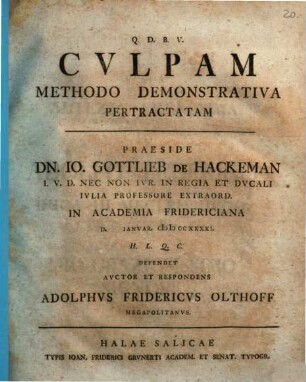 20.
Q. D. B. V.
CVLPAM
METHODO DEMONSTRATIVA
PERTRACTATAM
PRAESIDE
DN. IO. GOTTLIEB DE HACKEMAN
I. V. D. NEC NON IVR. IN REGIA ET DVCALI
IVLIA PROFESSORE EXTRAORD.
IN ACADEMIA FRIDERICIANA
D. IANVAR. CIƆIƆCCXXXXI.
H. L. Q. C.
DEFENDET
AVCTOR ET RESPONDENS
ADOLPHVS FRIDERICVS OLTHOFF
MEGAPOLITANVS.
HALAE SALICAE
TYPIS IOAN. FRIDERICI GRVNERTI ACADEM. ET SENAT. TYPOGR.